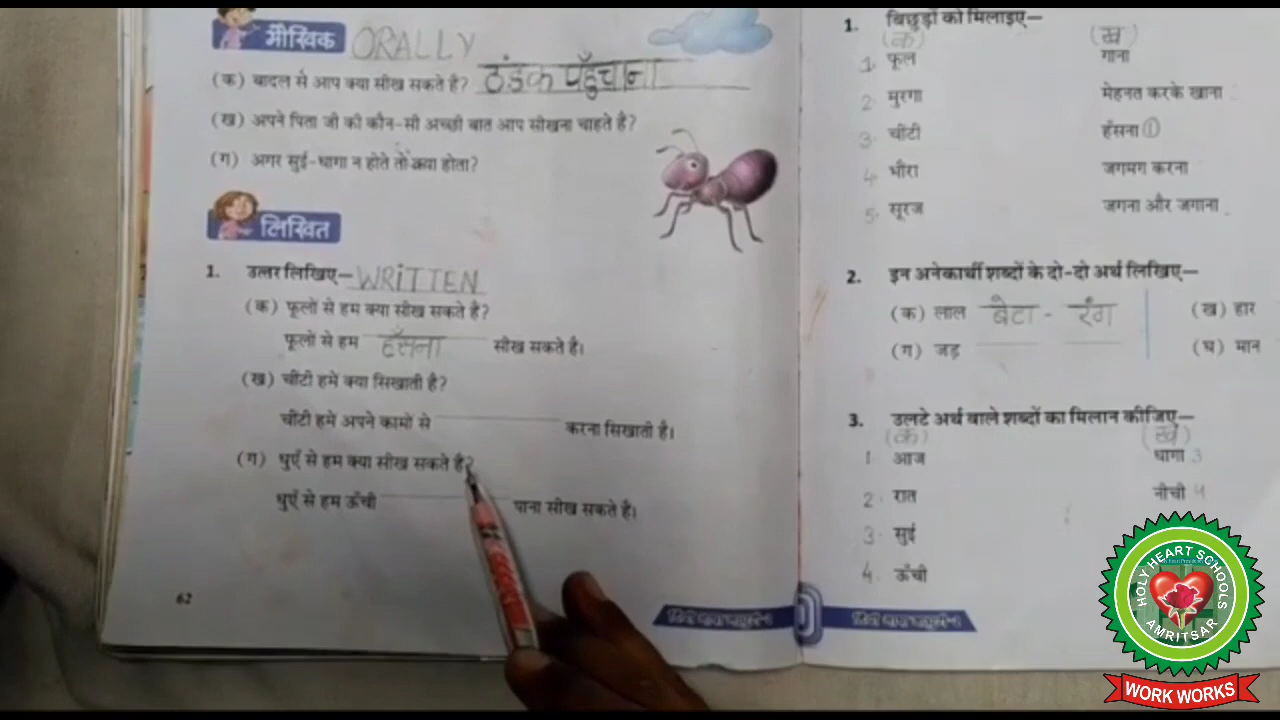 मौखिक ORALLY
(क) बादल से आप क्या सीख सकते हैं? ठंडक पहुँचाना
(ख) अपने पिता जी की कौन-सी अच्छी बात आप सीखना चाहते हैं?
(ग) अगर सुई-धागा न होते तो क्या होता?
लिखित
1. उत्तर लिखिए— WRITTEN
(क) फूलों से हम क्या सीख सकते हैं?
फूलों से हम हँसना सीख सकते हैं।
(ख) चींटी हमें क्या सिखाती है?
चींटी हमें अपने कामों से करना सिखाती है।
(ग) धुएँ से हम क्या सीख सकते हैं?
धुएँ से हम ऊँची पाना सीख सकते हैं।
62
1. बिछुड़ों को मिलाइए—
(क) (ख)
1. फूल गाना
2. मुरगा मेहनत करके खाना
3. चींटी हँसना 1
4. भौंरा जगमग करना
5. सूरज जगना और जगाना
2. इन अनेकार्थी शब्दों के दो-दो अर्थ लिखिए—
(क) लाल बेटा - रंग (ख) हार
(ग) जड़ (घ) मान
3. उलटे अर्थ वाले शब्दों का मिलान कीजिए—
(क) (ख)
1 आज धागा 3
2. रात नीची 4
3. सुई
4. ऊँची
HOLY HEART SCHOOLS
AMRITSAR
WORK WORKS